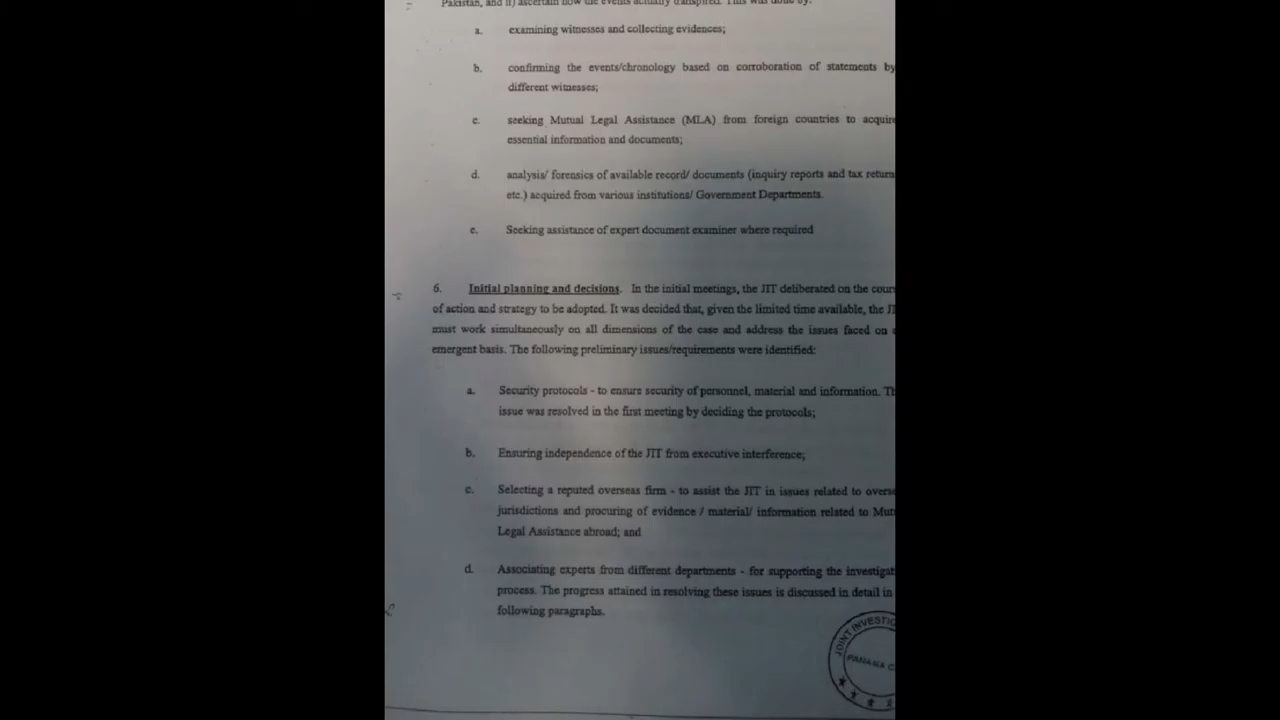 Pakistan, and ii) ascertain how the events actually transpired. This was done by:
a. examining witnesses and collecting evidences;
b. confirming the events/chronology based on corroboration of statements by
different witnesses;
c. seeking Mutual Legal Assistance (MLA) from foreign countries to acquire
essential information and documents;
d. analysis/ forensics of available record/ documents (inquiry reports and tax return
etc.) acquired from various institutions/ Government Departments.
e. Seeking assistance of expert document examiner where required
6. Initial planning and decisions. In the initial meetings, the JIT deliberated on the cour
of action and strategy to be adopted. It was decided that, given the limited time available, the JI
must work simultaneously on all dimensions of the case and address the issues faced on
emergent basis. The following preliminary issues/requirements were identified:
a. Security protocols - to ensure security of personnel, material and information. Th
issue was resolved in the first meeting by deciding the protocols;
b. Ensuring independence of the JIT from executive interference;
c. Selecting a reputed overseas firm - to assist the JIT in issues related to overse
jurisdictions and procuring of evidence / material/ information related to Mut
Legal Assistance abroad; and
d. Associating experts from different departments - for supporting the investigat
process. The progress attained in resolving these issues is discussed in detail in
following paragraphs.
JOINT INVESTIG
PANAMA C